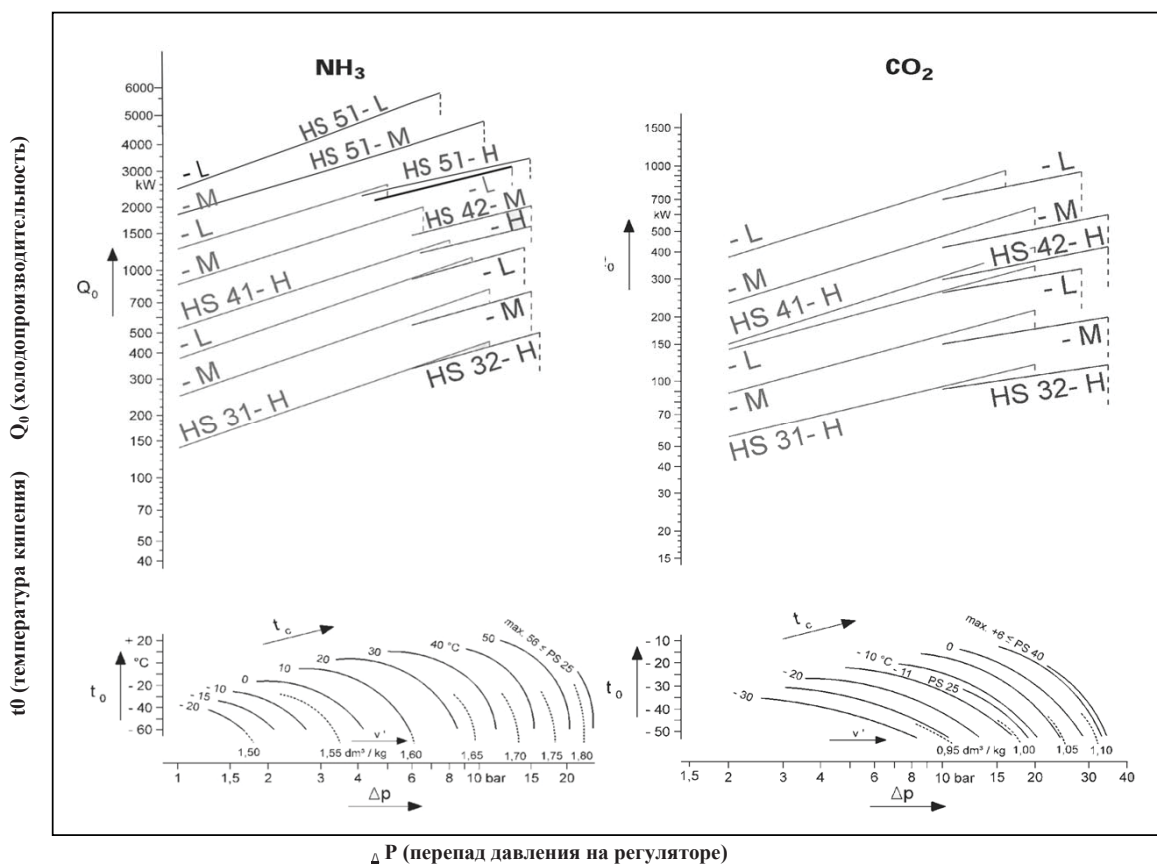 NH₃
CO₂
6000
5000
4000
3000
kW
2000
1500
1000
700
500
400
300
200
150
100
70
50
40
Q₀
HS 51- L
HS 51- M
HS 51- H
- L
- L
- M
HS 42- M
- L
- H
- M
HS 41- H
- L
- L
- M
- M
HS 32- H
HS 31- H
1500
1000
700
kW
500
400
300
200
150
100
70
50
40
30
20
15
- L
- L
- M
- M
HS 42- H
HS 41- H
- L
- L
- M
- M
HS 32- H
HS 31- H
Q₀ (холодопроизводительность)
t0 (температура кипения)
t c
+ 20
°C
- 20
- 40
- 60
t₀
- 20
- 15
- 10
0
10
20
30
40 °C
50
max. 56 ≤ PS 25
v'
1,50
1,55 dm³ / kg
1,60
1,65
1,70
1,75
1,80
1
1,5
2
3
4
6
8
10 bar
15
20
Δp
t c
- 10
- 20
- 30
- 40
- 50
t₀
- 30
- 20
- 10 °C
- 11
PS 25
0
max. +6 ≤ PS 40
v'
0,95 dm³ / kg
1,00
1,05
1,10
1,5
2
3
4
6
8
10 bar
15
20
30
40
Δp
Δ P (перепад давления на регуляторе)